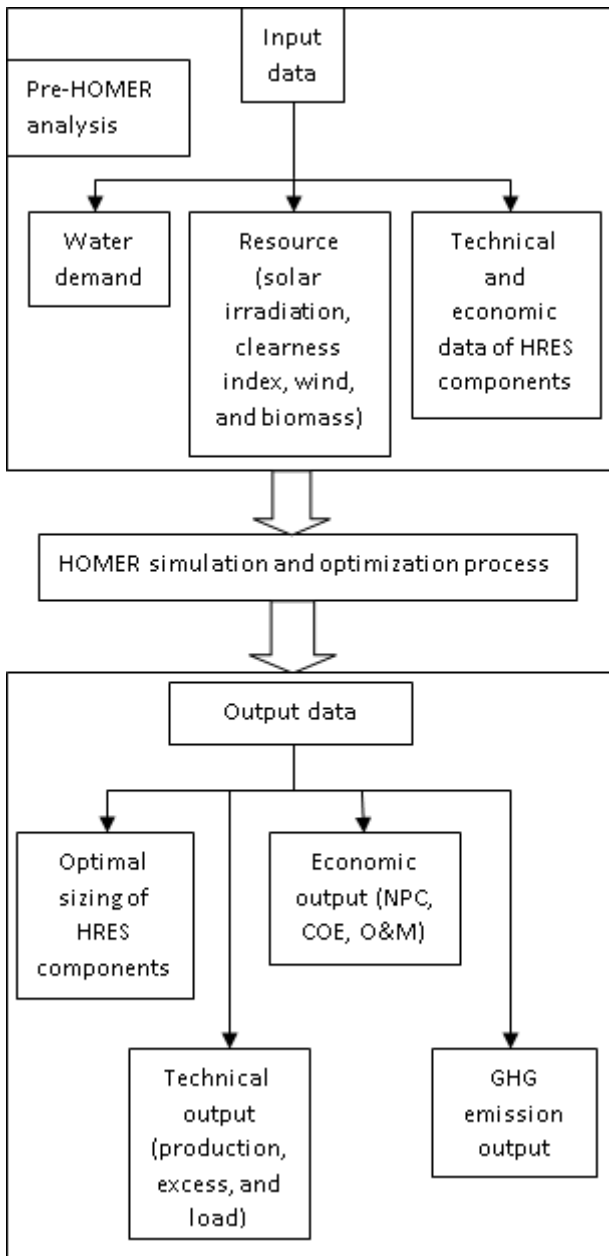 Input
data
Pre-HOMER
analysis
Water
demand
Resource
(solar
irradiation,
clearness
index, wind,
and biomass)
Technical
and
economic
data of HRES
components
HOMER simulation and optimization process
Output data
Optimal
sizing of
HRES
components
Economic
output (NPC,
COE, O&M)
Technical
output
(production,
excess, and
load)
GHG
emission
output